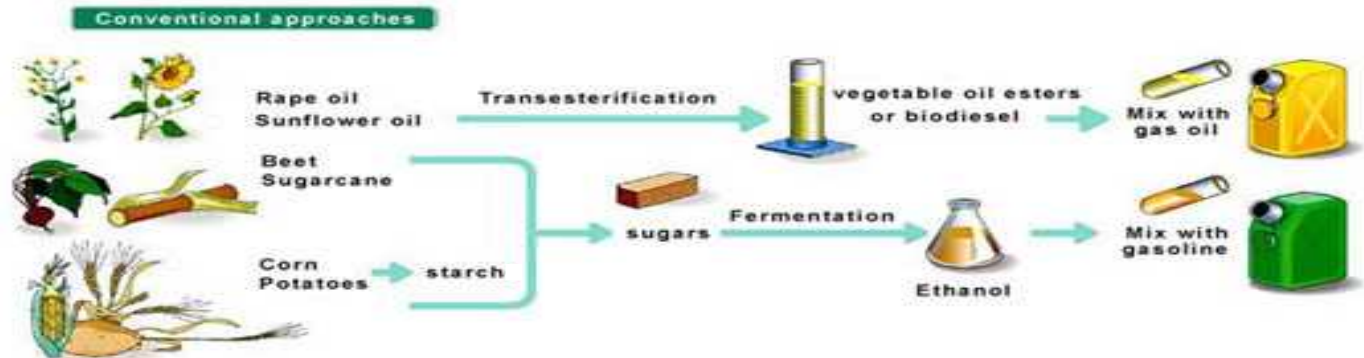 Conventional approaches
Rape oil
Sunflower oil
Transesterification
vegetable oil esters
or biodiesel
Mix with
gas oil
Beet
Sugarcane
sugars
Fermentation
Ethanol
Mix with
gasoline
Corn
Potatoes
starch